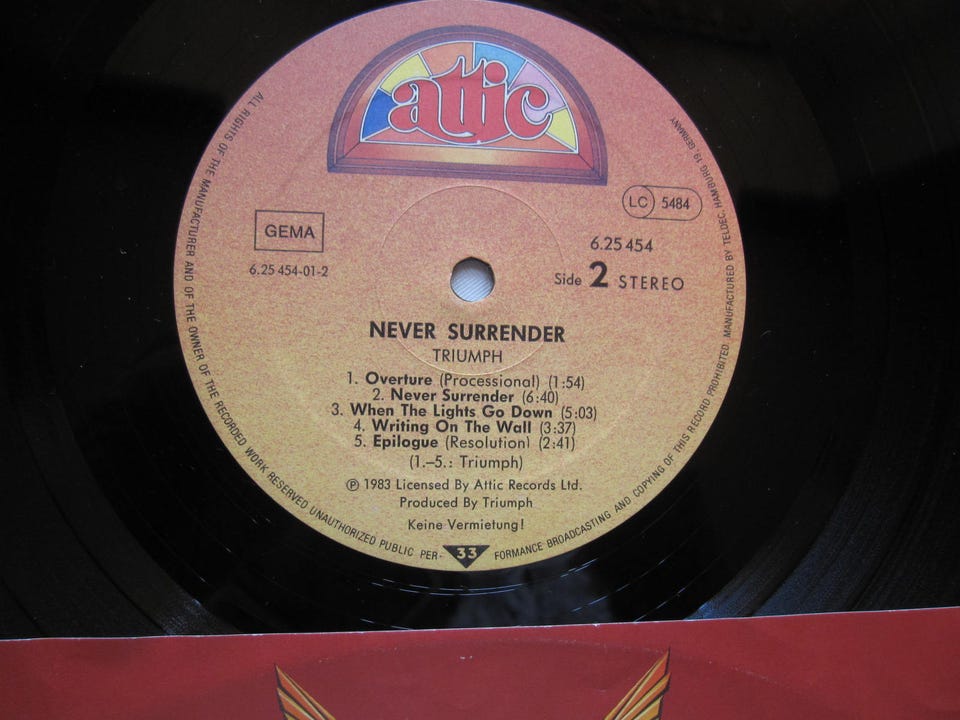 attic
GEMA
LC 5484
6.25 454-01-2
6.25 454
Side 2 STEREO
NEVER SURRENDER
TRIUMPH
1. Overture (Processional) (1:54)
2. Never Surrender (6:40)
3. When The Lights Go Down (5:03)
4. Writing On The Wall (3:37)
5. Epilogue (Resolution) (2:41)
(1.–5.: Triumph)
℗ 1983 Licensed By Attic Records Ltd.
Produced By Triumph
Keine Vermietung!
33
ALL RIGHTS OF THE MANUFACTURER AND OF THE OWNER OF THE RECORDED WORK RESERVED UNAUTHORIZED PUBLIC PER- FORMANCE BROADCASTING AND COPYING OF THIS RECORD PROHIBITED. MANUFACTURED BY TELDEC, HAMBURG 19, GERMANY